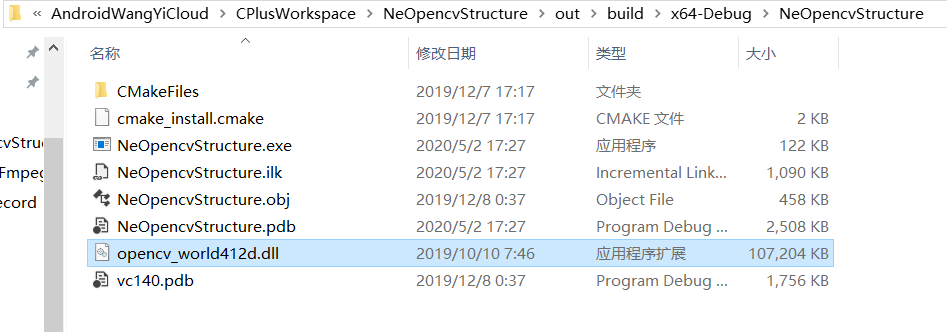 « AndroidWangYiCloud › CPlusWorkspace › NeOpencvStructure › out › build › x64-Debug › NeOpencvStructure
名称 修改日期 类型 大小
CMakeFiles 2019/12/7 17:17 文件夹
cmake_install.cmake 2019/12/7 17:17 CMAKE 文件 2 KB
NeOpencvStructure.exe 2020/5/2 17:27 应用程序 122 KB
cvStruc
NeOpencvStructure.ilk 2020/5/2 17:27 Incremental Link... 1,090 KB
Fmpeg
NeOpencvStructure.obj 2019/12/8 0:37 Object File 458 KB
ecord
NeOpencvStructure.pdb 2020/5/2 17:27 Program Debug ... 2,508 KB
opencv_world412d.dll 2019/10/10 7:46 应用程序扩展 107,204 KB
vc140.pdb 2019/12/8 0:37 Program Debug ... 1,756 KB